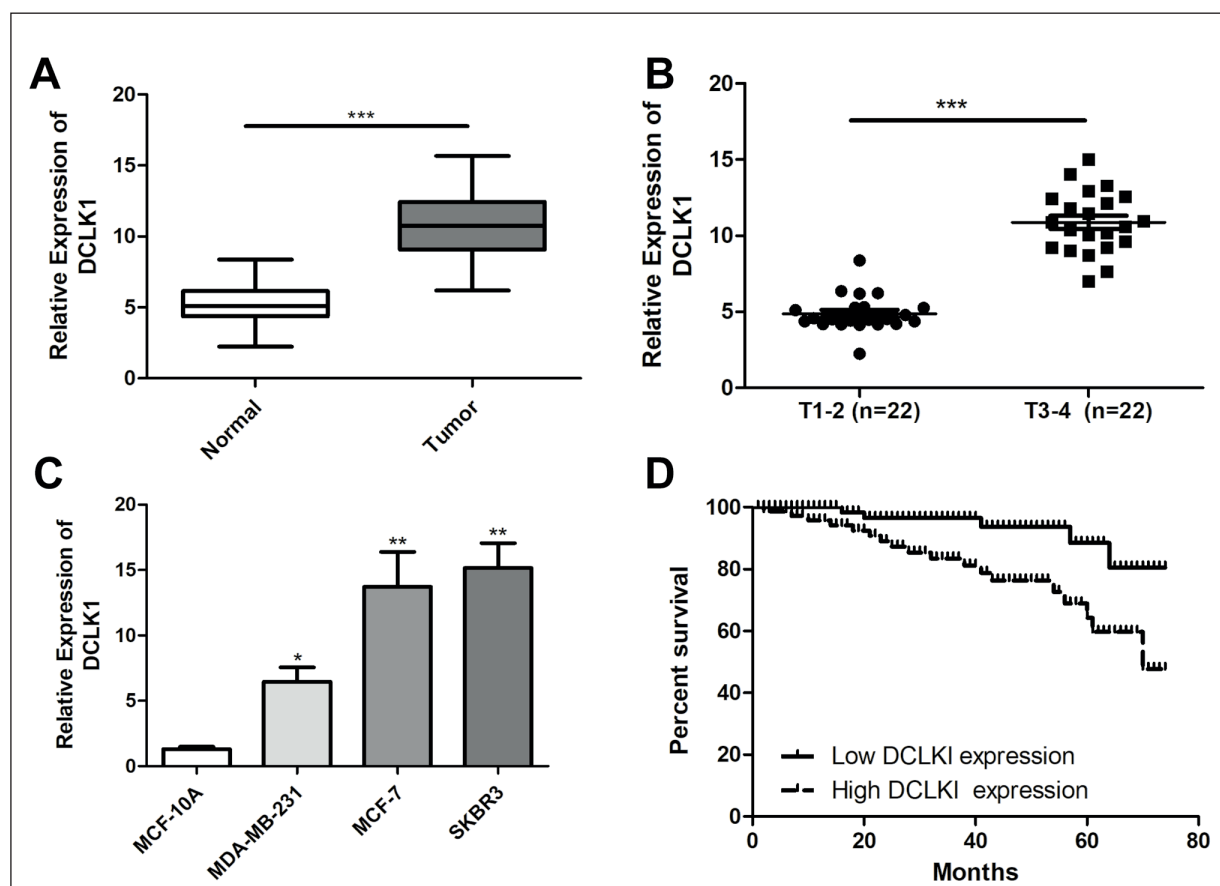 A
Relative Expression of
DCLK1
20
15
10
5
0
***
Normal
Tumor
B
Relative Expression of
DCLK1
20
15
10
5
0
***
T1-2 (n=22)
T3-4 (n=22)
C
Relative Expression of
DCLK1
20
15
10
5
0
*
**
**
MCF-10A
MDA-MB-231
MCF-7
SKBR3
D
Percent survival
100
80
60
40
20
0
Low DCLKI expression
High DCLKI expression
0
20
40
60
80
Months